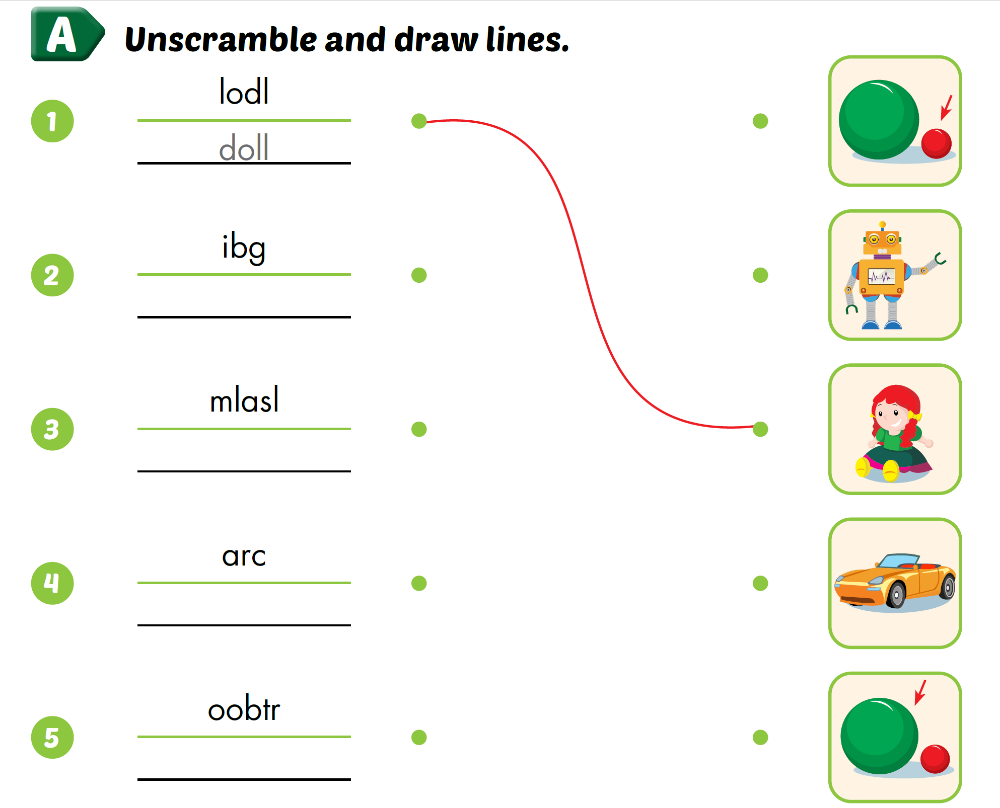 A Unscramble and draw lines.
1 lodl
doll
2 ibg
3 mlasl
4 arc
5 oobtr